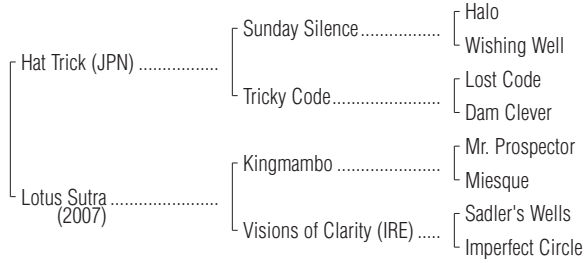 Halo
Sunday Silence..................
Wishing Well
Hat Trick (JPN) .................
Lost Code
Tricky Code........................
Dam Clever
Mr. Prospector
Kingmambo .......................
Miesque
Lotus Sutra .......................
(2007)
Sadler's Wells
Visions of Clarity (IRE) .....
Imperfect Circle